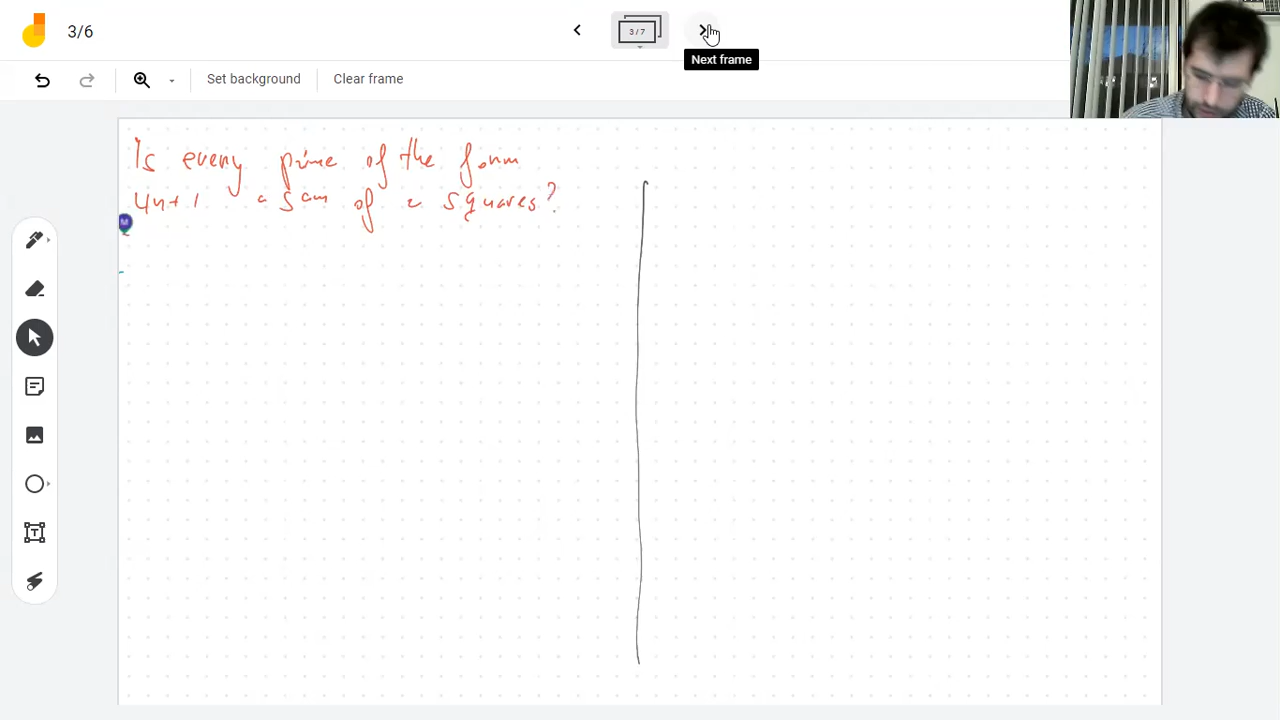 3/6
3/7
Next frame
Set background
Clear frame
Is every prime of the form
4n+1 a sum of 2 squares?
M